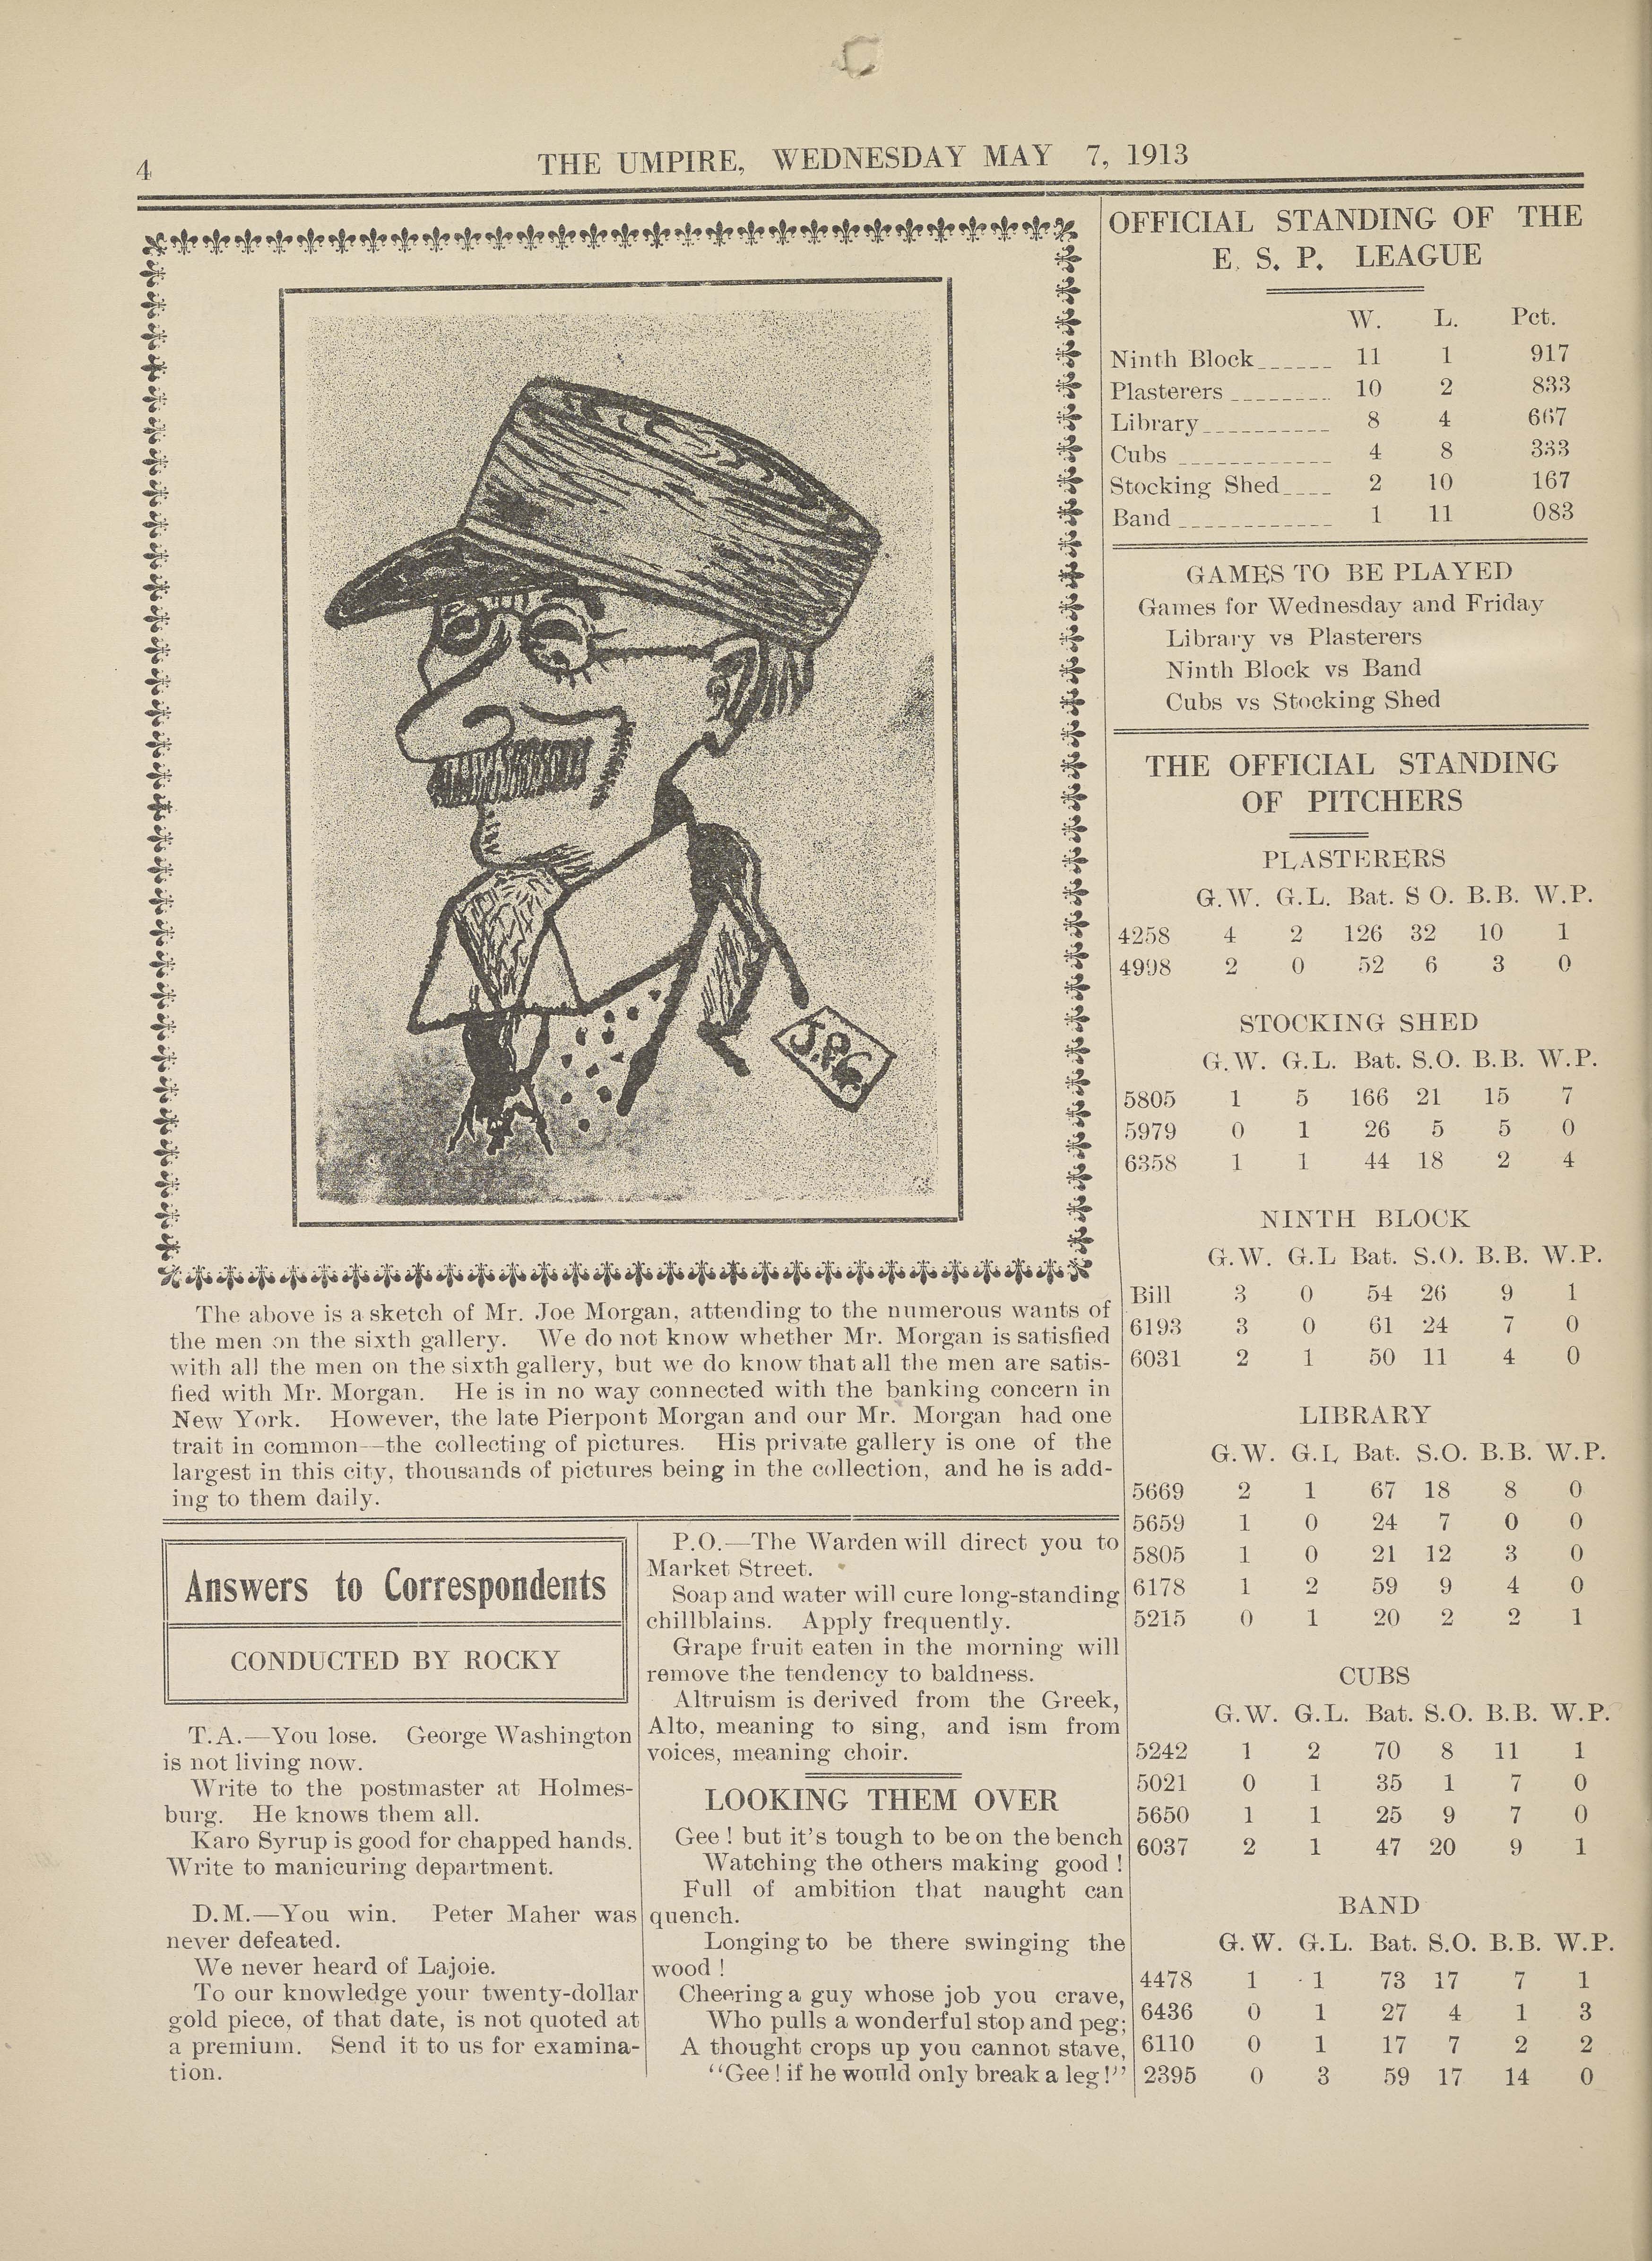 4
THE UMPIRE, WEDNESDAY MAY 7, 1913
J.P.G.
The above is a sketch of Mr. Joe Morgan, attending to the numerous wants of
the men on the sixth gallery. We do not know whether Mr. Morgan is satisfied
with all the men on the sixth gallery, but we do know that all the men are satis-
fied with Mr. Morgan. He is in no way connected with the banking concern in
New York. However, the late Pierpont Morgan and our Mr. Morgan had one
trait in common--the collecting of pictures. His private gallery is one of the
largest in this city, thousands of pictures being in the collection, and he is add-
ing to them daily.
Answers to Correspondents
CONDUCTED BY ROCKY
T.A.—You lose. George Washington
is not living now.
Write to the postmaster at Holmes-
burg. He knows them all.
Karo Syrup is good for chapped hands.
Write to manicuring department.
D.M.—You win. Peter Maher was
never defeated.
We never heard of Lajoie.
To our knowledge your twenty-dollar
gold piece, of that date, is not quoted at
a premium. Send it to us for examina-
tion.
P.O.—The Warden will direct you to
Market Street.
Soap and water will cure long-standing
chillblains. Apply frequently.
Grape fruit eaten in the morning will
remove the tendency to baldness.
Altruism is derived from the Greek,
Alto, meaning to sing, and ism from
voices, meaning choir.
LOOKING THEM OVER
Gee! but it's tough to be on the bench
Watching the others making good!
Full of ambition that naught can
quench.
Longing to be there swinging the
wood!
Cheering a guy whose job you crave,
Who pulls a wonderful stop and peg;
A thought crops up you cannot stave,
"Gee! if he would only break a leg!"
OFFICIAL STANDING OF THE
E. S. P. LEAGUE
W. L. Pct.
Ninth Block 11 1 917
Plasterers 10 2 833
Library 8 4 667
Cubs 4 8 333
Stocking Shed 2 10 167
Band 1 11 083
GAMES TO BE PLAYED
Games for Wednesday and Friday
Library vs Plasterers
Ninth Block vs Band
Cubs vs Stocking Shed
THE OFFICIAL STANDING
OF PITCHERS
PLASTERERS
G.W. G.L. Bat. S O. B.B. W.P.
4258 4 2 126 32 10 1
4998 2 0 52 6 3 0
STOCKING SHED
G.W. G.L. Bat. S.O. B.B. W.P.
5805 1 5 166 21 15 7
5979 0 1 26 5 5 0
6358 1 1 44 18 2 4
NINTH BLOCK
G.W. G.L Bat. S.O. B.B. W.P.
Bill 3 0 54 26 9 1
6193 3 0 61 24 7 0
6031 2 1 50 11 4 0
LIBRARY
G.W. G.L Bat. S.O. B.B. W.P.
5669 2 1 67 18 8 0
5659 1 0 24 7 0 0
5805 1 0 21 12 3 0
6178 1 2 59 9 4 0
5215 0 1 20 2 2 1
CUBS
G.W. G.L. Bat. S.O. B.B. W.P.
5242 1 2 70 8 11 1
5021 0 1 35 1 7 0
5650 1 1 25 9 7 0
6037 2 1 47 20 9 1
BAND
G.W. G.L. Bat. S.O. B.B. W.P.
4478 1 1 73 17 7 1
6436 0 1 27 4 1 3
6110 0 1 17 7 2 2
2395 0 3 59 17 14 0